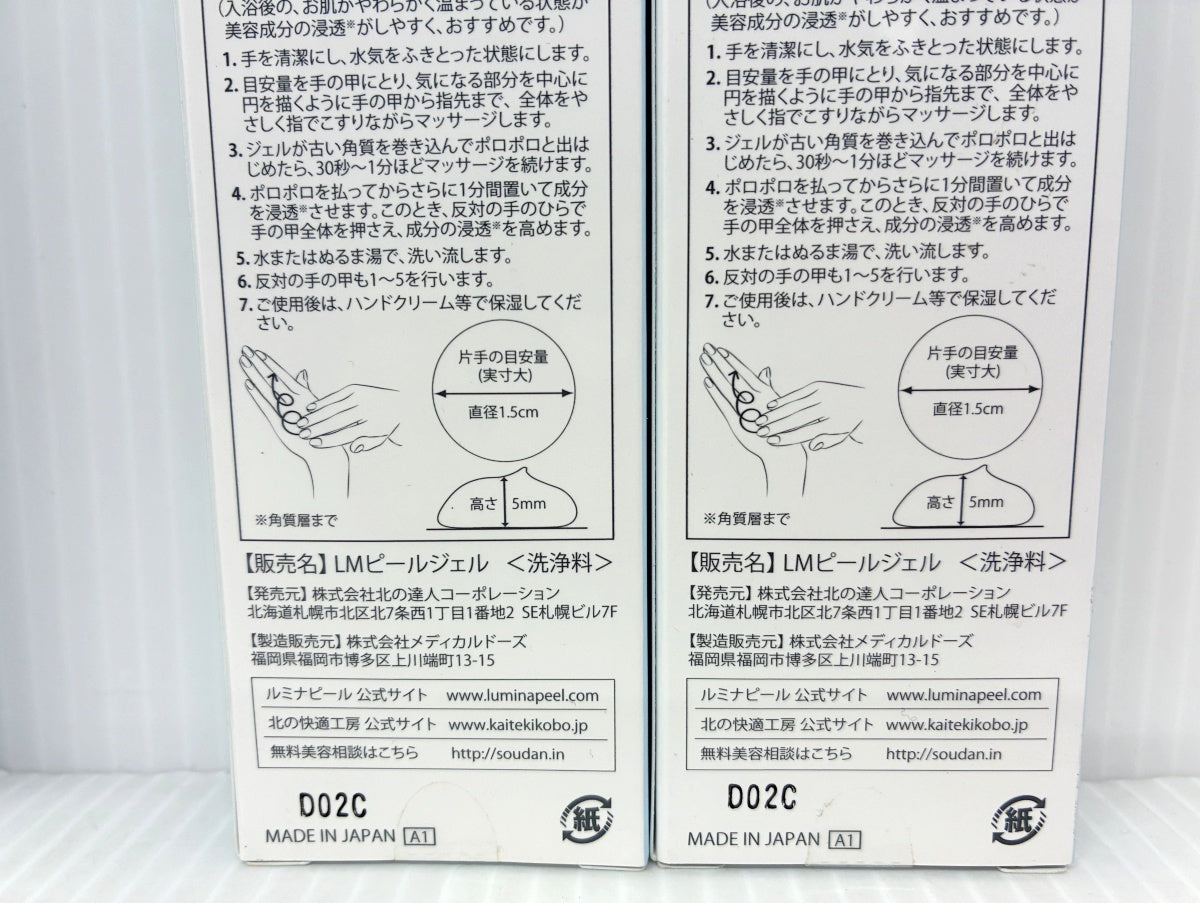 (入浴後の、お肌がやわらかく温まっている状態が
美容成分の浸透※がしやすく、おすすめです。)
1. 手を清潔にし、水気をふきとった状態にします。
2. 目安量を手の甲にとり、気になる部分を中心に
円を描くように手の甲から指先まで、全体をや
さしく指でこすりながらマッサージします。
3. ジェルが古い角質を巻き込んでポロポロと出は
じめたら、30秒～1分ほどマッサージを続けます。
4. ポロポロを払ってからさらに1分間置いて成分
を浸透※させます。このとき、反対の手のひらで
手の甲全体を押さえ、成分の浸透※を高めます。
5. 水またはぬるま湯で、洗い流します。
6. 反対の手の甲も1～5を行います。
7. ご使用後は、ハンドクリーム等で保湿してくだ
さい。
片手の目安量
(実寸大)
直径1.5cm
高さ 5mm
※角質層まで
【販売名】LMピールジェル <洗浄料>
【発売元】株式会社北の達人コーポレーション
北海道札幌市北区北7条西1丁目1番地2 SE札幌ビル7F
【製造販売元】株式会社メディカルドーズ
福岡県福岡市博多区上川端町13-15
ルミナピール 公式サイト www.luminapeel.com
北の快適工房 公式サイト www.kaitekikobo.jp
無料美容相談はこちら http://soudan.in
D02C
MADE IN JAPAN A1
紙
(入浴後の、お肌がやわらかく温まっている状態が
美容成分の浸透※がしやすく、おすすめです。)
1. 手を清潔にし、水気をふきとった状態にします。
2. 目安量を手の甲にとり、気になる部分を中心に
円を描くように手の甲から指先まで、全体をや
さしく指でこすりながらマッサージします。
3. ジェルが古い角質を巻き込んでポロポロと出は
じめたら、30秒～1分ほどマッサージを続けます。
4. ポロポロを払ってからさらに1分間置いて成分
を浸透※させます。このとき、反対の手のひらで
手の甲全体を押さえ、成分の浸透※を高めます。
5. 水またはぬるま湯で、洗い流します。
6. 反対の手の甲も1～5を行います。
7. ご使用後は、ハンドクリーム等で保湿してくだ
さい。
片手の目安量
(実寸大)
直径1.5cm
高さ 5mm
※角質層まで
【販売名】LMピールジェル <洗浄料>
【発売元】株式会社北の達人コーポレーション
北海道札幌市北区北7条西1丁目1番地2 SE札幌ビル7F
【製造販売元】株式会社メディカルドーズ
福岡県福岡市博多区上川端町13-15
ルミナピール 公式サイト www.luminapeel.com
北の快適工房 公式サイト www.kaitekikobo.jp
無料美容相談はこちら http://soudan.in
D02C
MADE IN JAPAN A1
紙